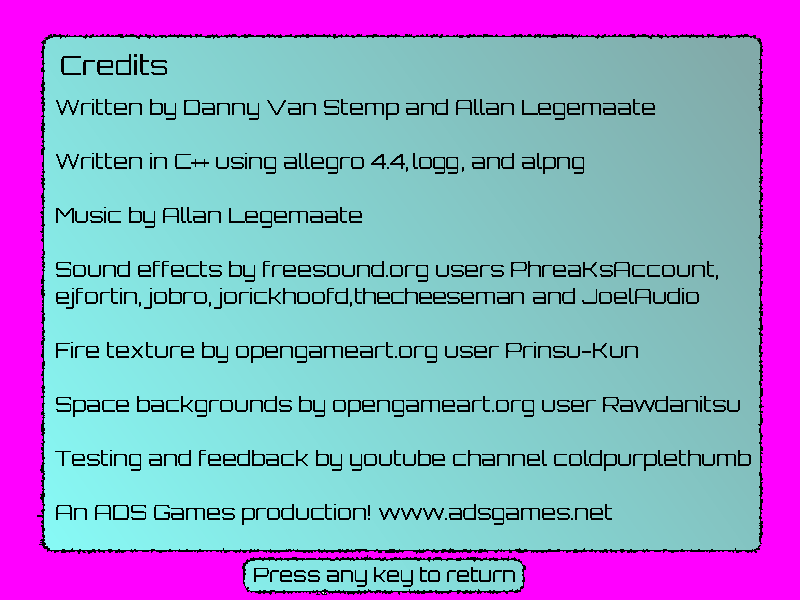 Credits
Written by Danny Van Stemp and Allan Legemaate
Written in C++ using allegro 4.4, logg, and alpng
Music by Allan Legemaate
Sound effects by freesound.org users PhreaKsAccount,
ejfortin, jobro, jorickhoofd,thecheeseman and JoelAudio
Fire texture by opengameart.org user Prinsu-Kun
Space backgrounds by opengameart.org user Rawdanitsu
Testing and feedback by youtube channel coldpurplethumb
An ADS Games production! www.adsgames.net
Press any key to return